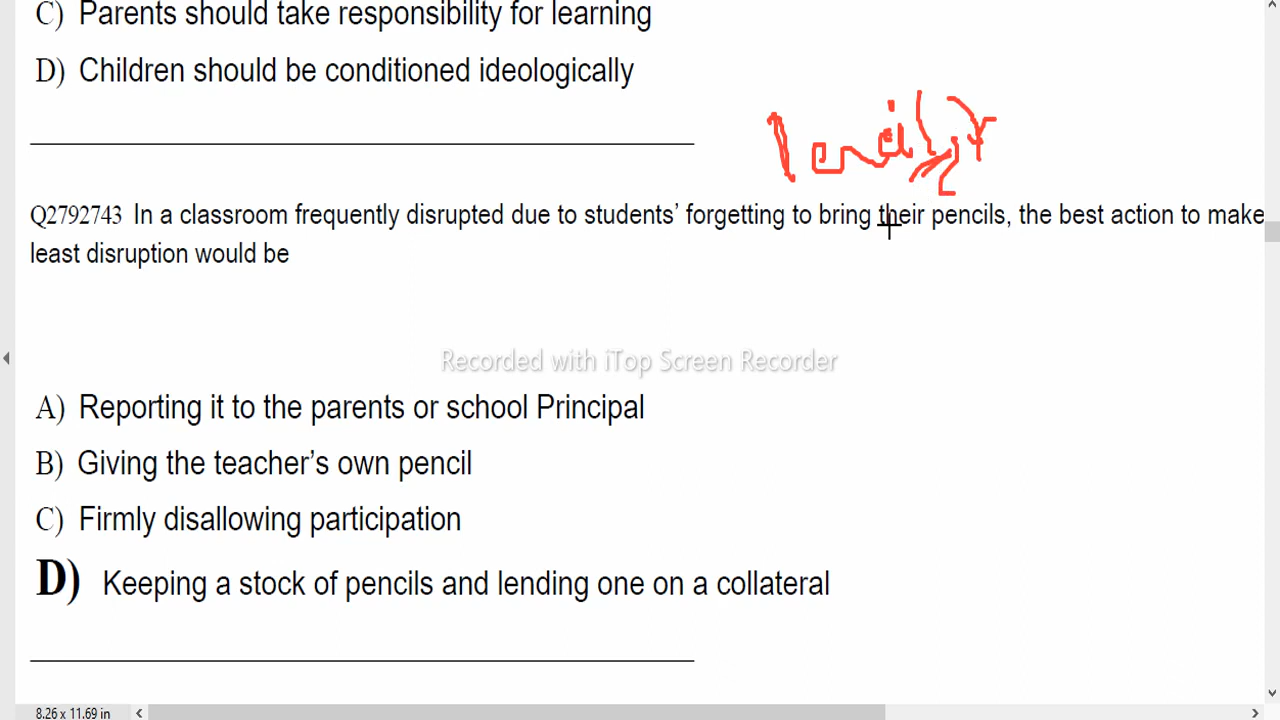 C) Parents should take responsibility for learning
D) Children should be conditioned ideologically
Q2792743 In a classroom frequently disrupted due to students’ forgetting to bring their pencils, the best action to make
least disruption would be
Recorded with iTop Screen Recorder
A) Reporting it to the parents or school Principal
B) Giving the teacher’s own pencil
C) Firmly disallowing participation
D) Keeping a stock of pencils and lending one on a collateral
8.26 x 11.69 in